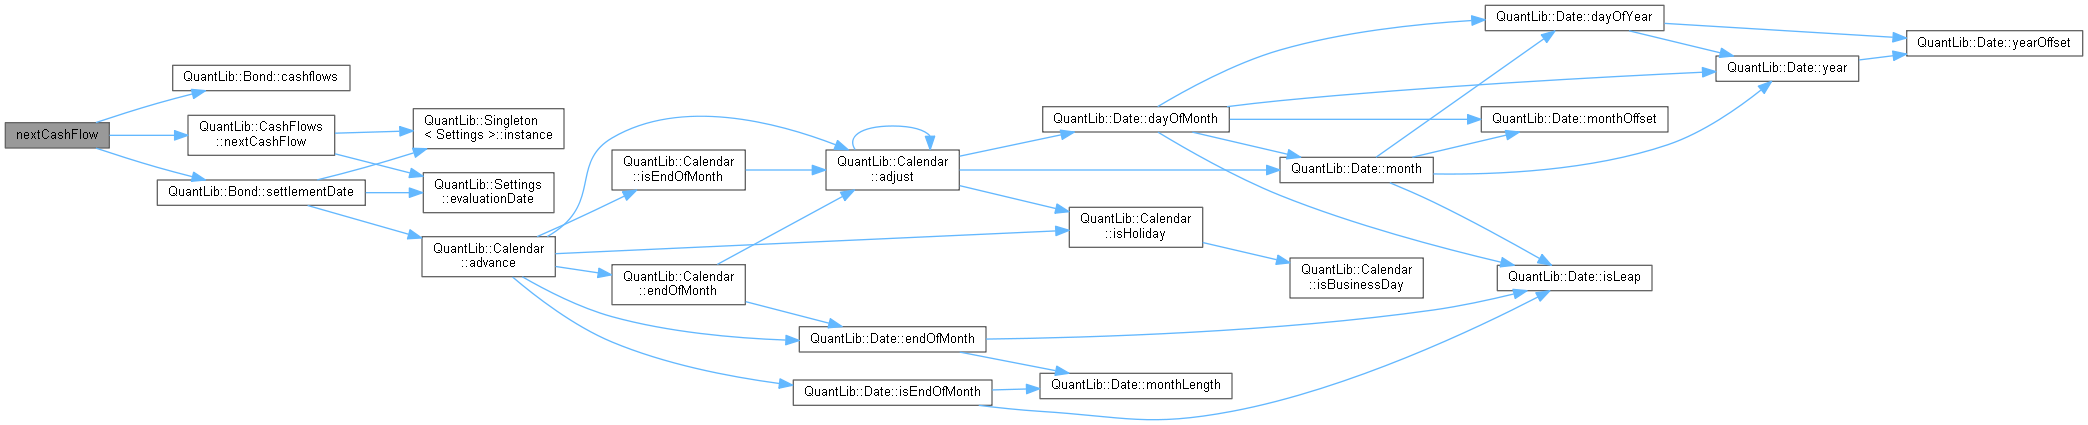 nextCashFlow
QuantLib::Bond::cashflows
QuantLib::CashFlows
::nextCashFlow
QuantLib::Bond::settlementDate
QuantLib::Singleton
< Settings >::instance
QuantLib::Settings
::evaluationDate
QuantLib::Calendar
::advance
QuantLib::Calendar
::isEndOfMonth
QuantLib::Calendar
::endOfMonth
QuantLib::Calendar
::adjust
QuantLib::Date::endOfMonth
QuantLib::Date::isEndOfMonth
QuantLib::Date::dayOfMonth
QuantLib::Calendar
::isHoliday
QuantLib::Date::monthLength
QuantLib::Date::month
QuantLib::Calendar
::isBusinessDay
QuantLib::Date::dayOfYear
QuantLib::Date::monthOffset
QuantLib::Date::isLeap
QuantLib::Date::year
QuantLib::Date::yearOffset